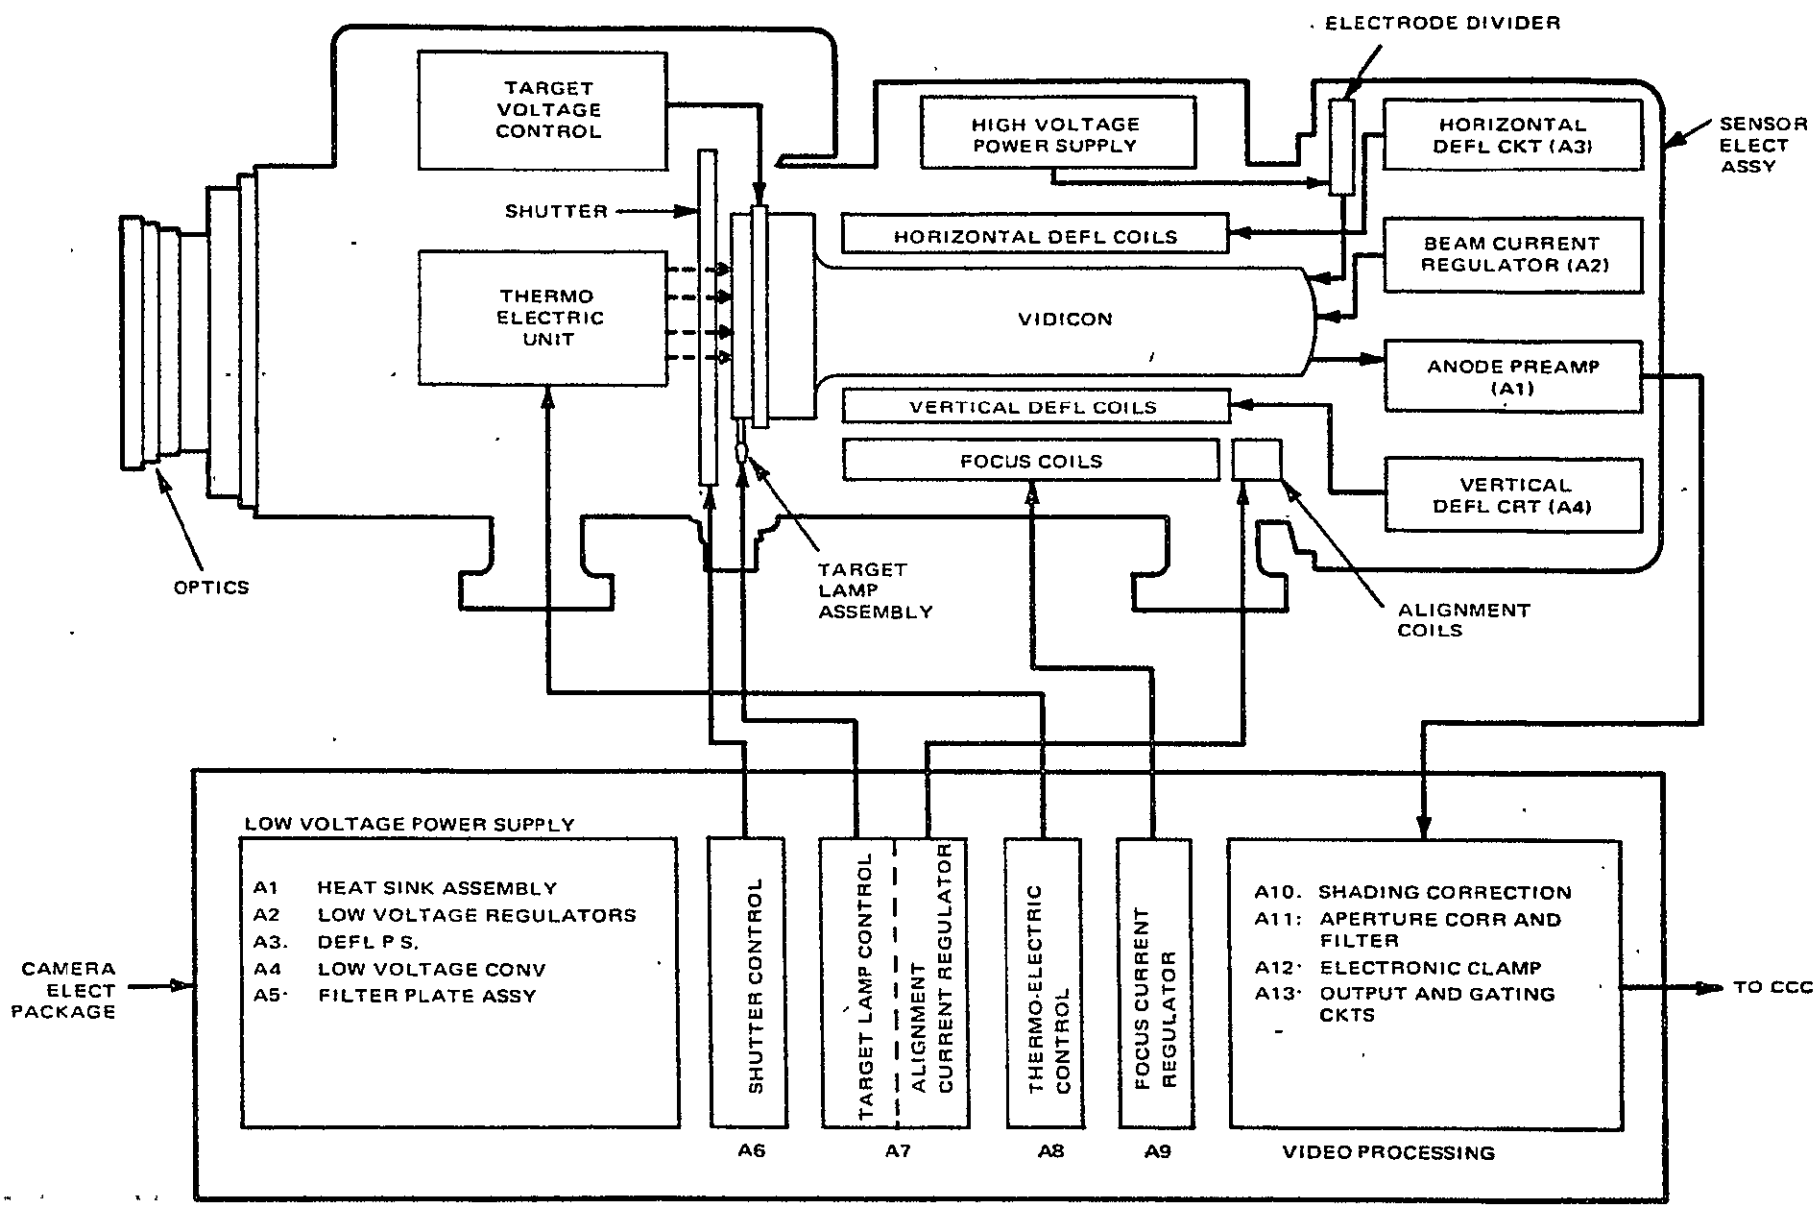 ELECTRODE DIVIDER
TARGET
VOLTAGE
CONTROL
HIGH VOLTAGE
POWER SUPPLY
HORIZONTAL
DEFL CKT (A3)
SENSOR
ELECT
ASSY
SHUTTER
HORIZONTAL DEFL COILS
BEAM CURRENT
REGULATOR (A2)
THERMO
ELECTRIC
UNIT
VIDICON
ANODE PREAMP
(A1)
VERTICAL DEFL COILS
FOCUS COILS
VERTICAL
DEFL CRT (A4)
OPTICS
TARGET
LAMP
ASSEMBLY
ALIGNMENT
COILS
LOW VOLTAGE POWER SUPPLY
A1 HEAT SINK ASSEMBLY
A2 LOW VOLTAGE REGULATORS
A3. DEFL P S.
A4 LOW VOLTAGE CONV
A5· FILTER PLATE ASSY
CAMERA
ELECT
PACKAGE
SHUTTER CONTROL
TARGET LAMP CONTROL
ALIGNMENT
CURRENT REGULATOR
THERMO-ELECTRIC
CONTROL
FOCUS CURRENT
REGULATOR
A10. SHADING CORRECTION
A11: APERTURE CORR AND
FILTER
A12· ELECTRONIC CLAMP
A13· OUTPUT AND GATING
CKTS
TO CCC
A6
A7
A8
A9
VIDEO PROCESSING